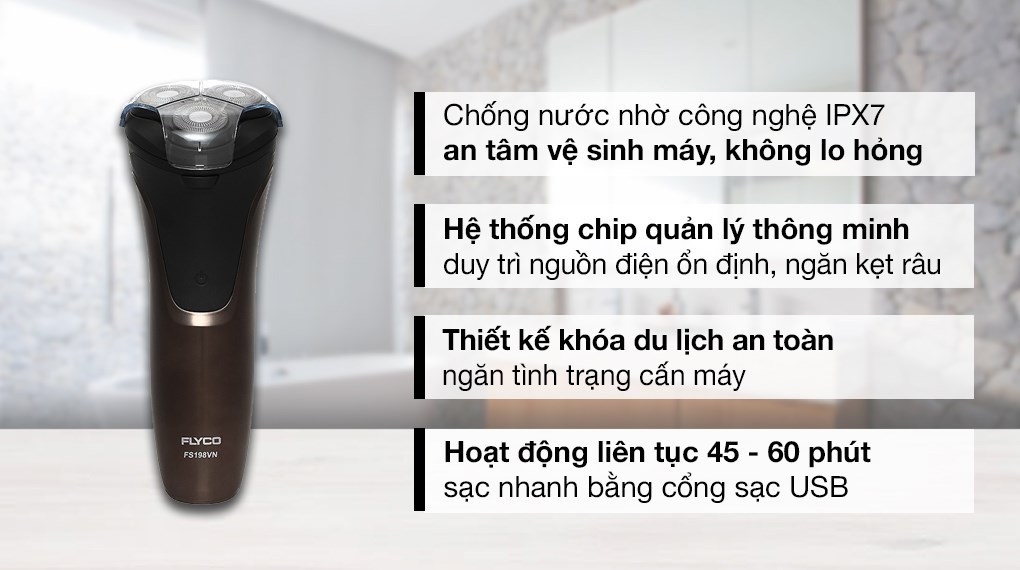 Chống nước nhờ công nghệ IPX7
an tâm vệ sinh máy, không lo hỏng
Hệ thống chip quản lý thông minh
duy trì nguồn điện ổn định, ngăn kẹt râu
Thiết kế khóa du lịch an toàn
ngăn tình trạng cấn máy
Hoạt động liên tục 45 - 60 phút
sạc nhanh bằng cổng sạc USB
FLYCO
FS198VN